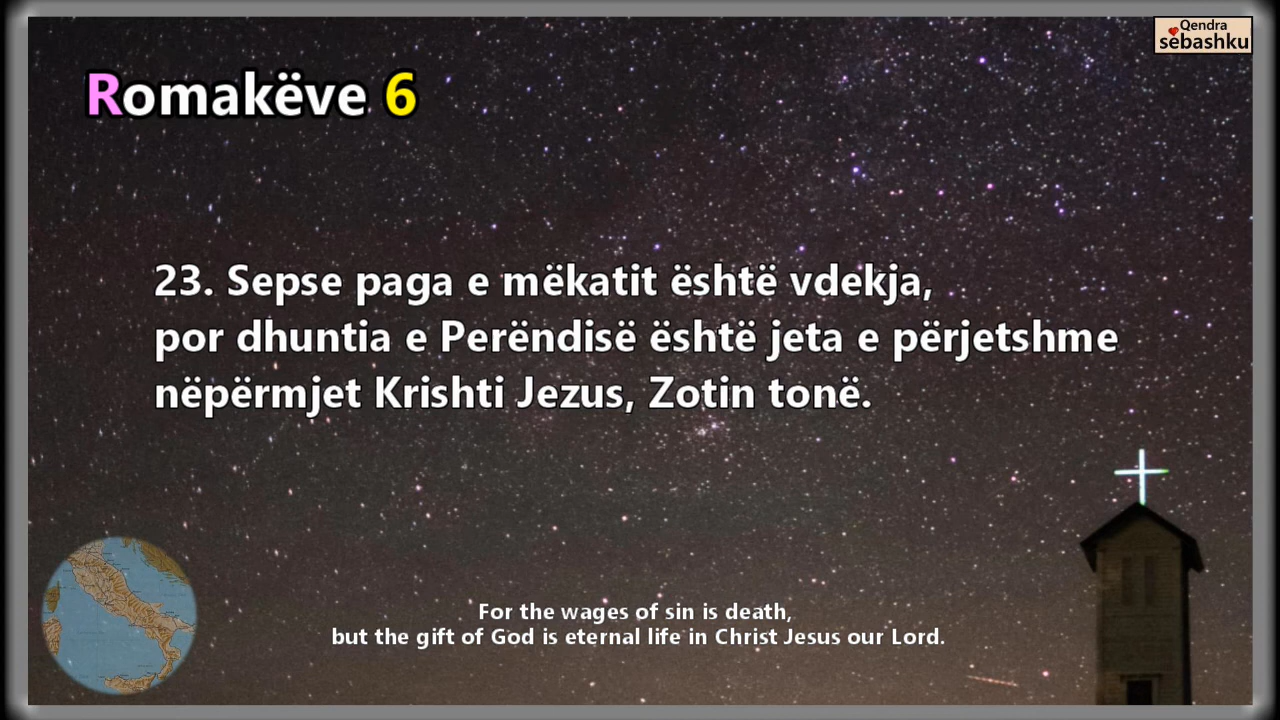 Qendra
sëbashku
Romakëve 6
23. Sepse paga e mëkatit është vdekja,
por dhuntia e Perëndisë është jeta e përjetshme
nëpërmjet Krishti Jezus, Zotin tonë.
For the wages of sin is death,
but the gift of God is eternal life in Christ Jesus our Lord.